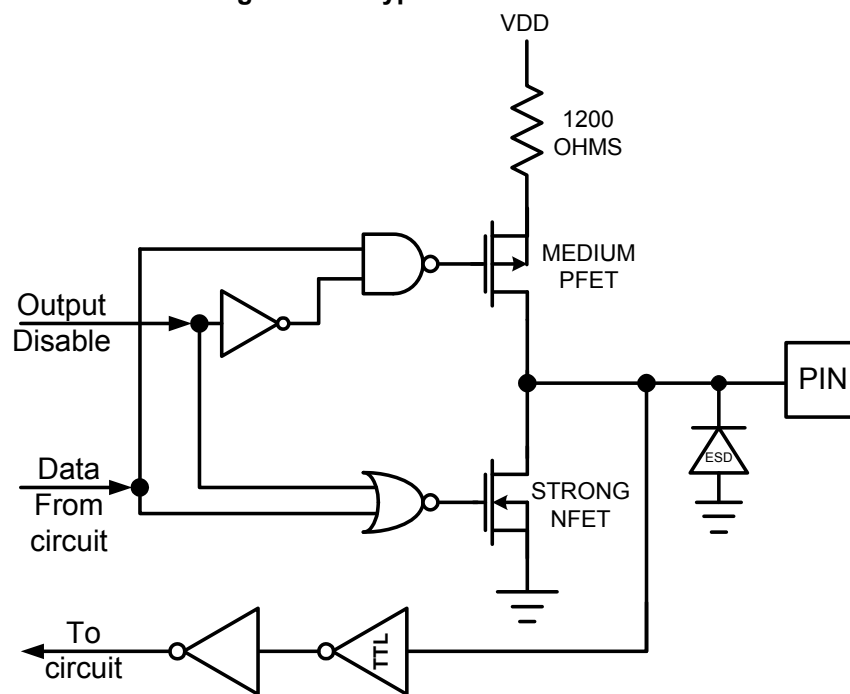 VDD
1200
OHMS
MEDIUM
PFET
Output
Disable
PIN
ESD
Data
From
circuit
STRONG
NFET
To
circuit
TTL